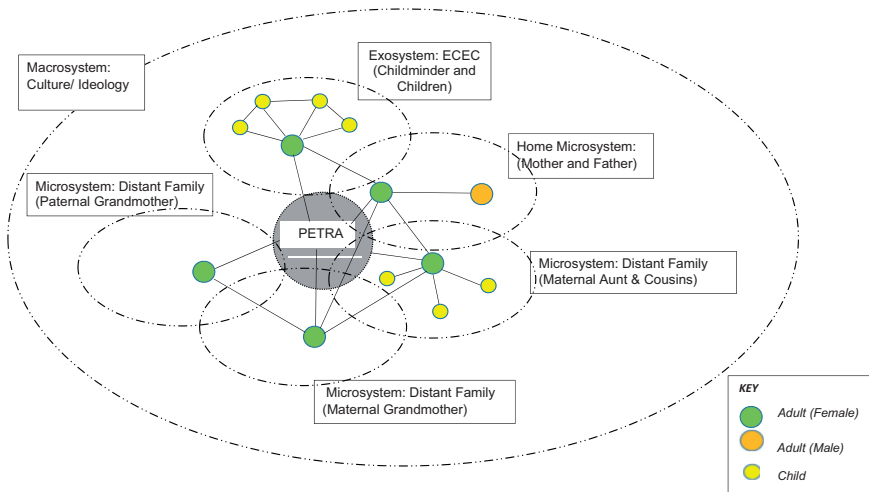 Macrosystem:
Culture/ Ideology
Exosystem: ECEC
(Childminder and
Children)
Home Microsystem:
(Mother and Father)
Microsystem: Distant Family
(Paternal Grandmother)
PETRA
Microsystem: Distant Family
(Maternal Aunt & Cousins)
Microsystem: Distant Family
(Maternal Grandmother)
KEY
Adult (Female)
Adult (Male)
Child